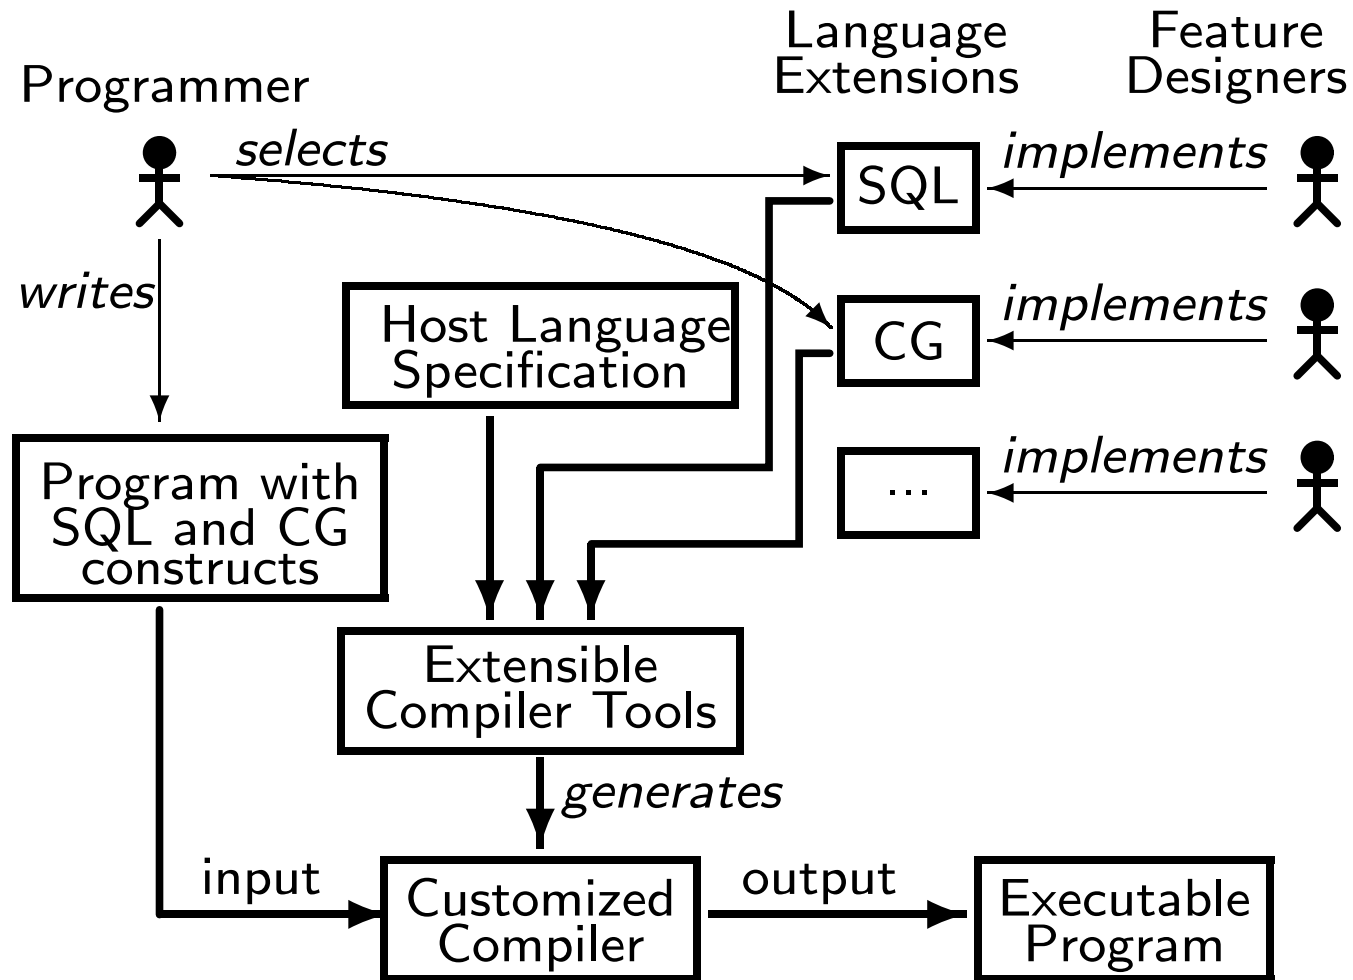 Language
Extensions
Feature
Designers
Programmer
selects
SQL
implements
writes
Host Language
Specification
CG
implements
Program with
SQL and CG
constructs
...
implements
Extensible
Compiler Tools
generates
input
Customized
Compiler
output
Executable
Program